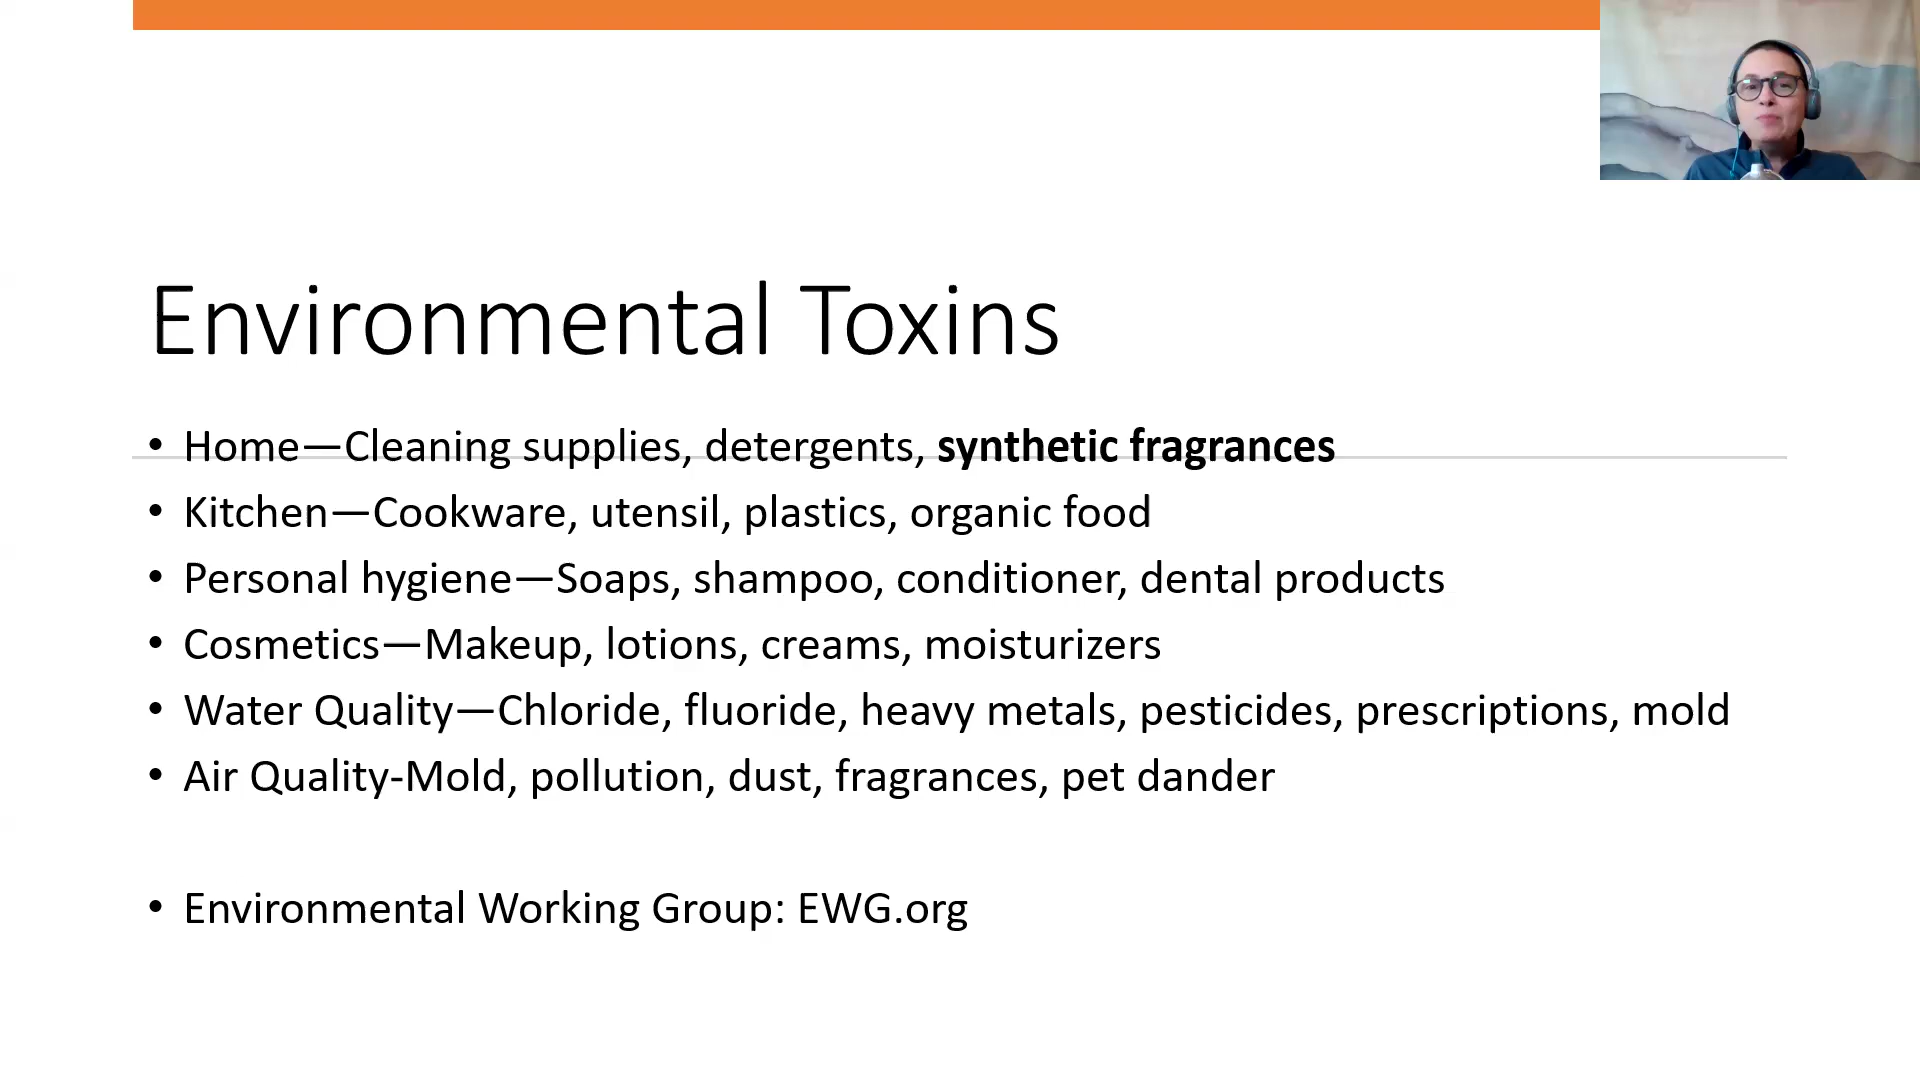 Environmental Toxins
• Home—Cleaning supplies, detergents, synthetic fragrances
• Kitchen—Cookware, utensil, plastics, organic food
• Personal hygiene—Soaps, shampoo, conditioner, dental products
• Cosmetics—Makeup, lotions, creams, moisturizers
• Water Quality—Chloride, fluoride, heavy metals, pesticides, prescriptions, mold
• Air Quality-Mold, pollution, dust, fragrances, pet dander
• Environmental Working Group: EWG.org